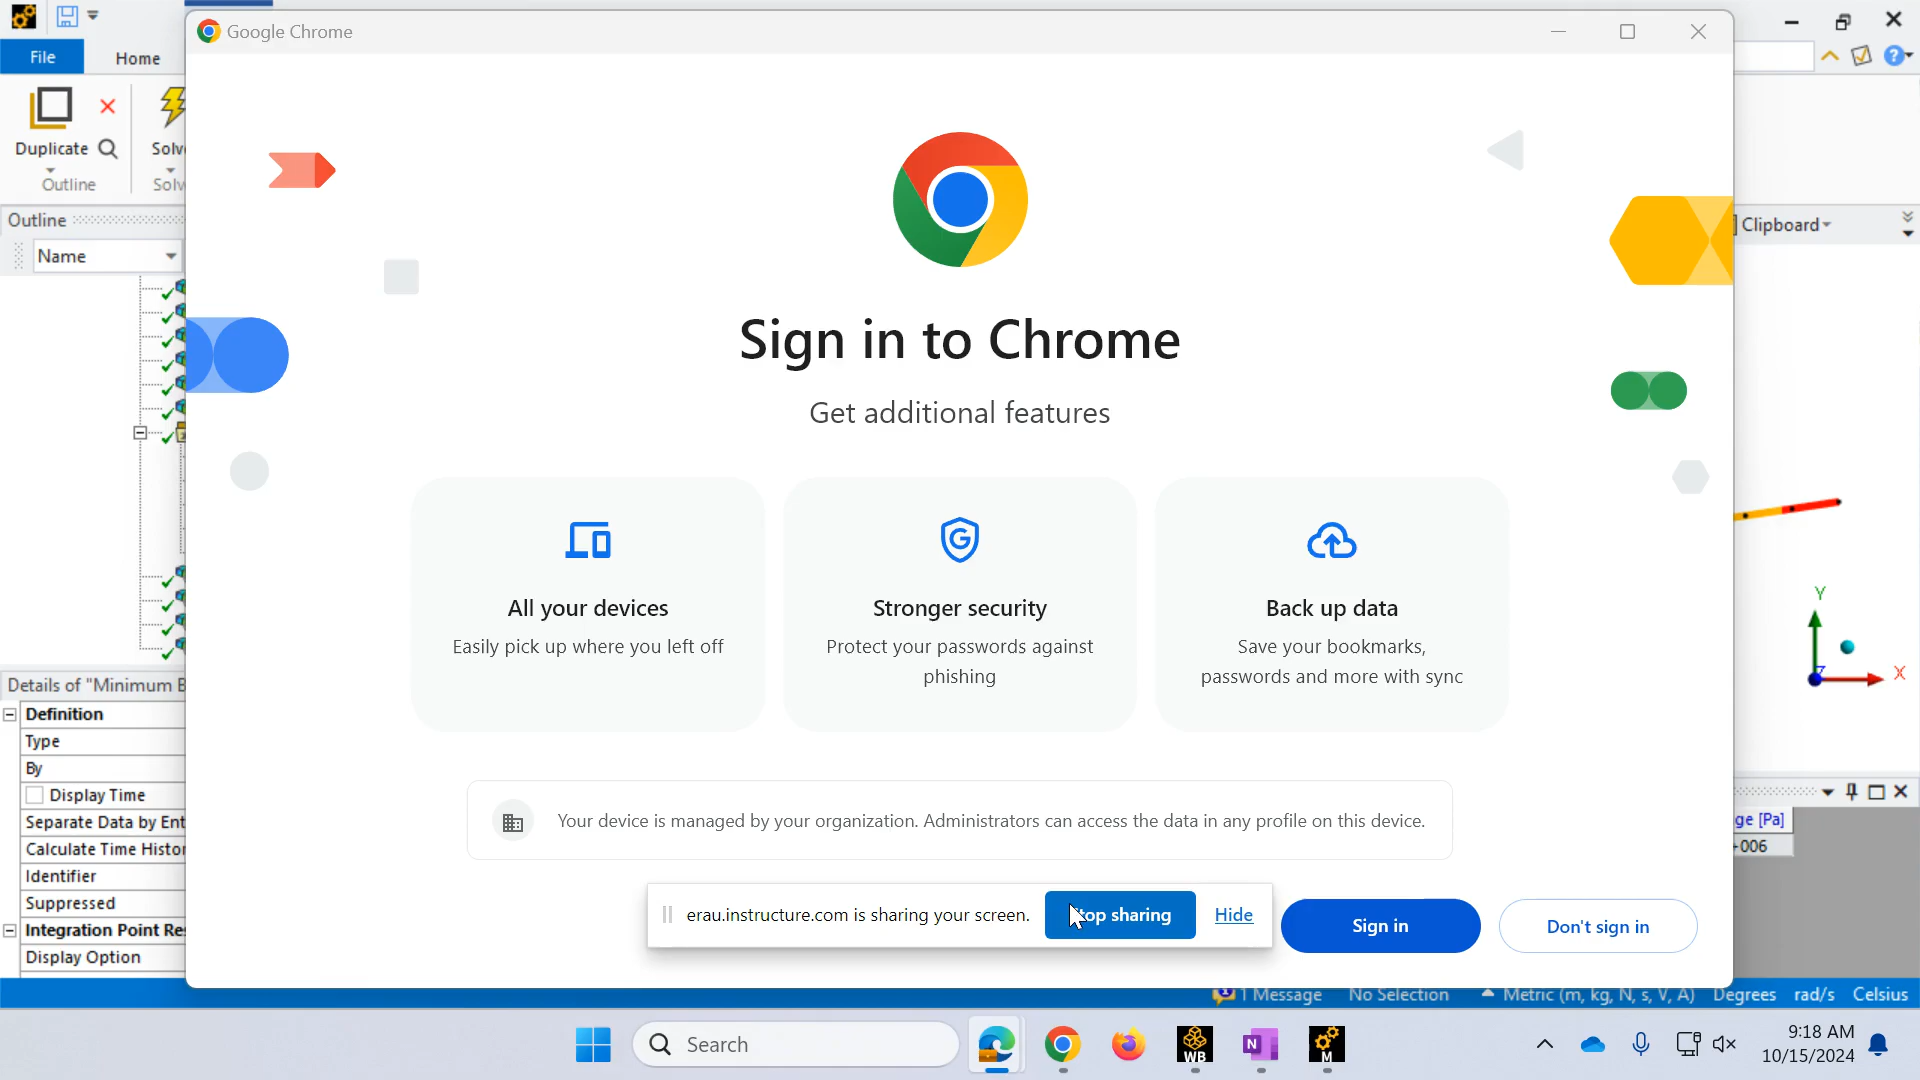 Google Chrome
File
Home
Duplicate
Outline
Outline
Name
Clipboard
Sign in to Chrome
Get additional features
All your devices
Easily pick up where you left off
Stronger security
Protect your passwords against
phishing
Back up data
Save your bookmarks,
passwords and more with sync
Y
X
Z
Details of "Minimum
Definition
Type
By
Display Time
Separate Data by Ent
Calculate Time Histor
Identifier
Suppressed
Integration Point Re
Display Option
ge [Pa]
+006
Your device is managed by your organization. Administrators can access the data in any profile on this device.
erau.instructure.com is sharing your screen.
sharing
Hide
Sign in
Don't sign in
1 Message
No Selection
Metric (m, kg, N, s, V, A)
Degrees
rad/s
Celsius
Search
WB
N
M
9:18 AM
10/15/2024